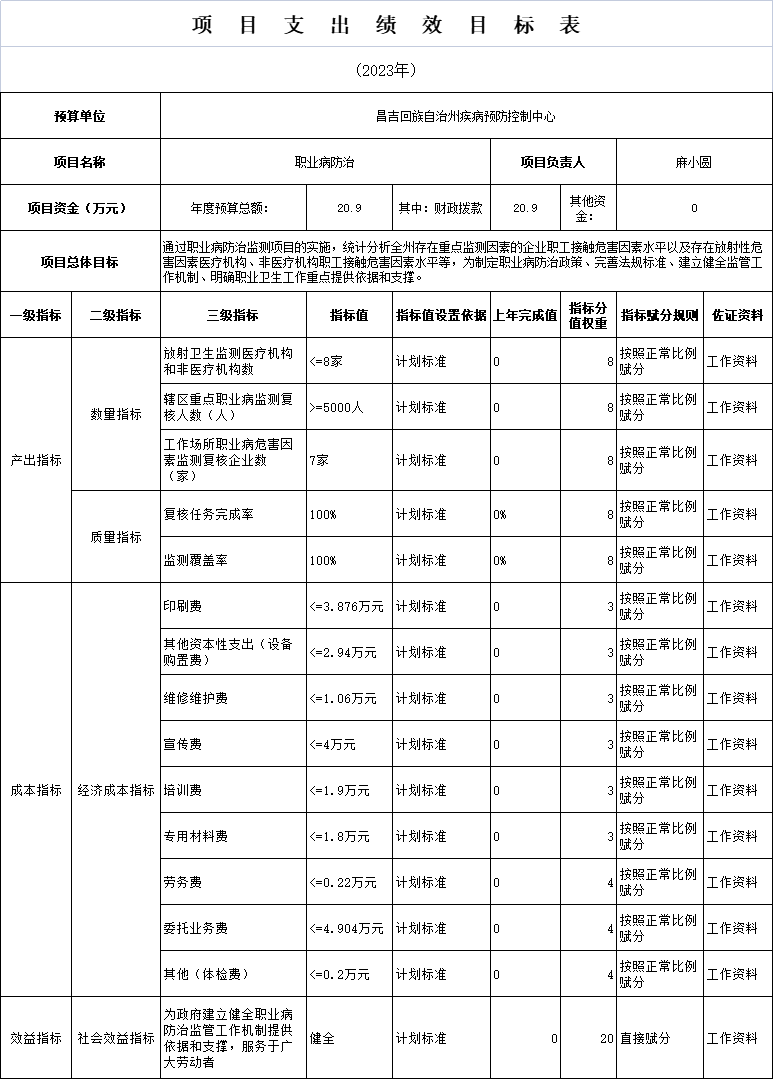 项目支出绩效目标表
（2023年）
预算单位 昌吉回族自治州疾病预防控制中心
项目名称 职业病防治 项目负责人 麻小圆
项目资金（万元） 年度预算总额： 20.9 其中：财政拨款 20.9 其他资
金： 0
项目总体目标
通过职业病防治监测项目的实施，统计分析全州存在重点监测因素的企业职工接触危害因素水平以及存在放射性危
害因素医疗机构、非医疗机构职工接触危害因素水平等，为制定职业病防治政策、完善法规标准、建立健全监管工
作机制、明确职业卫生工作重点提供依据和支撑。
一级指标 二级指标 三级指标 指标值 指标值设置依据 上年完成值 指标分
值权重 指标赋分规则 佐证资料
产出指标
数量指标
放射卫生监测医疗机构
和非医疗机构数 <=8家 计划标准 0 8 按照正常比例
赋分 工作资料
辖区重点职业病监测复
核人数（人） >=5000人 计划标准 0 8 按照正常比例
赋分 工作资料
工作场所职业病危害因
素监测复核企业数
（家） 7家 计划标准 0 8 按照正常比例
赋分 工作资料
质量指标
复核任务完成率 100% 计划标准 0% 8 按照正常比例
赋分 工作资料
监测覆盖率 100% 计划标准 0% 8 按照正常比例
赋分 工作资料
成本指标
经济成本指标
印刷费 <=3.876万元 计划标准 0 3 按照正常比例
赋分 工作资料
其他资本性支出（设备
购置费） <=2.94万元 计划标准 0 3 按照正常比例
赋分 工作资料
维修维护费 <=1.06万元 计划标准 0 3 按照正常比例
赋分 工作资料
宣传费 <=4万元 计划标准 0 3 按照正常比例
赋分 工作资料
培训费 <=1.9万元 计划标准 0 3 按照正常比例
赋分 工作资料
专用材料费 <=1.8万元 计划标准 0 3 按照正常比例
赋分 工作资料
劳务费 <=0.22万元 计划标准 0 4 按照正常比例
赋分 工作资料
委托业务费 <=4.904万元 计划标准 0 4 按照正常比例
赋分 工作资料
其他（体检费） <=0.2万元 计划标准 0 4 按照正常比例
赋分 工作资料
效益指标 社会效益指标
为政府建立健全职业病
防治监管工作机制提供
依据和支撑，服务于广
大劳动者 健全 计划标准 0 20 直接赋分 工作资料